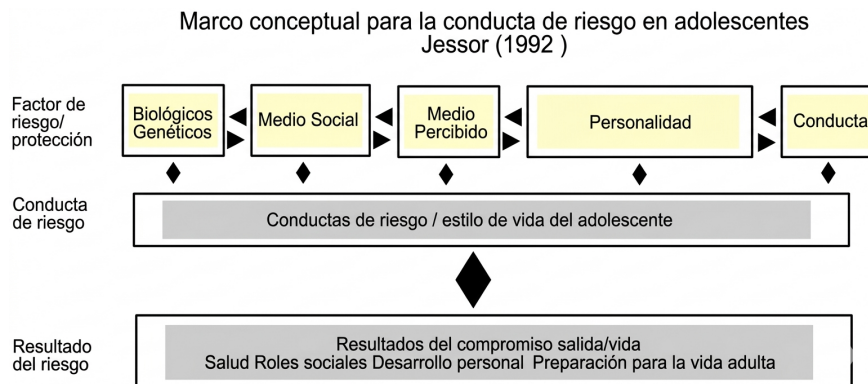 Marco conceptual para la conducta de riesgo en adolescentes
Jessor (1992 )
Factor de
riesgo/
protección
Biológicos
Genéticos
Medio Social
Medio
Percibido
Personalidad
Conducta
Conducta
de riesgo
Conductas de riesgo / estilo de vida del adolescente
Resultado
del riesgo
Resultados del compromiso salida/vida
Salud Roles sociales Desarrollo personal Preparación para la vida adulta